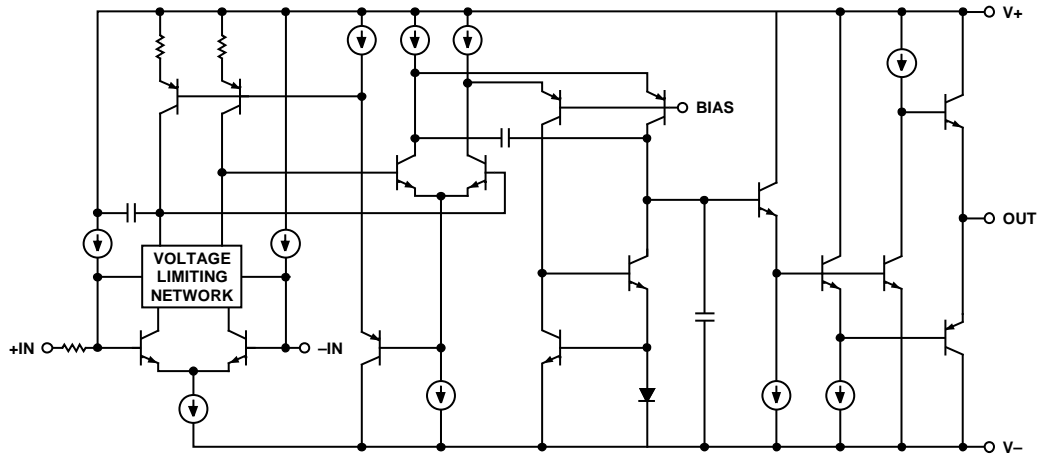 V+
BIAS
OUT
VOLTAGE
LIMITING
NETWORK
+IN
–IN
V–